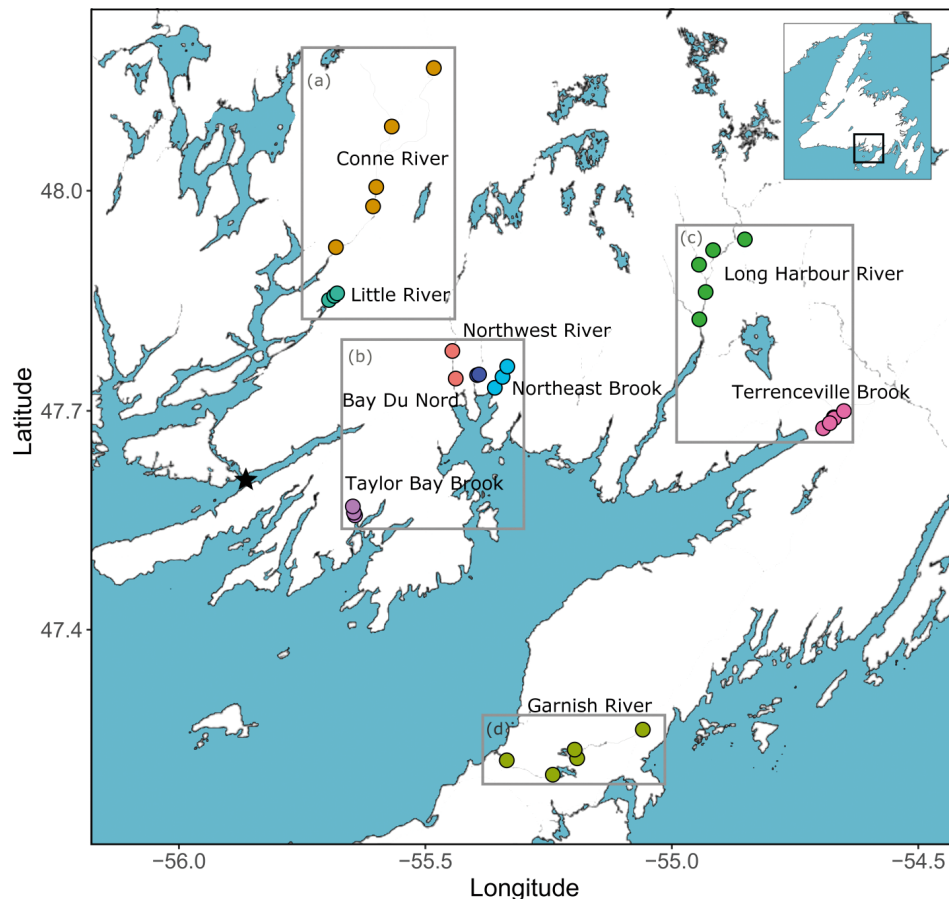 (a)
Conne River
48.0
(c)
Long Harbour River
Little River
Northwest River
(b)
Northeast Brook
Terrenceville Brook
Bay Du Nord
47.7
Latitude
Taylor Bay Brook
47.4
Garnish River
(d)
−56.0
−55.5
−55.0
−54.5
Longitude